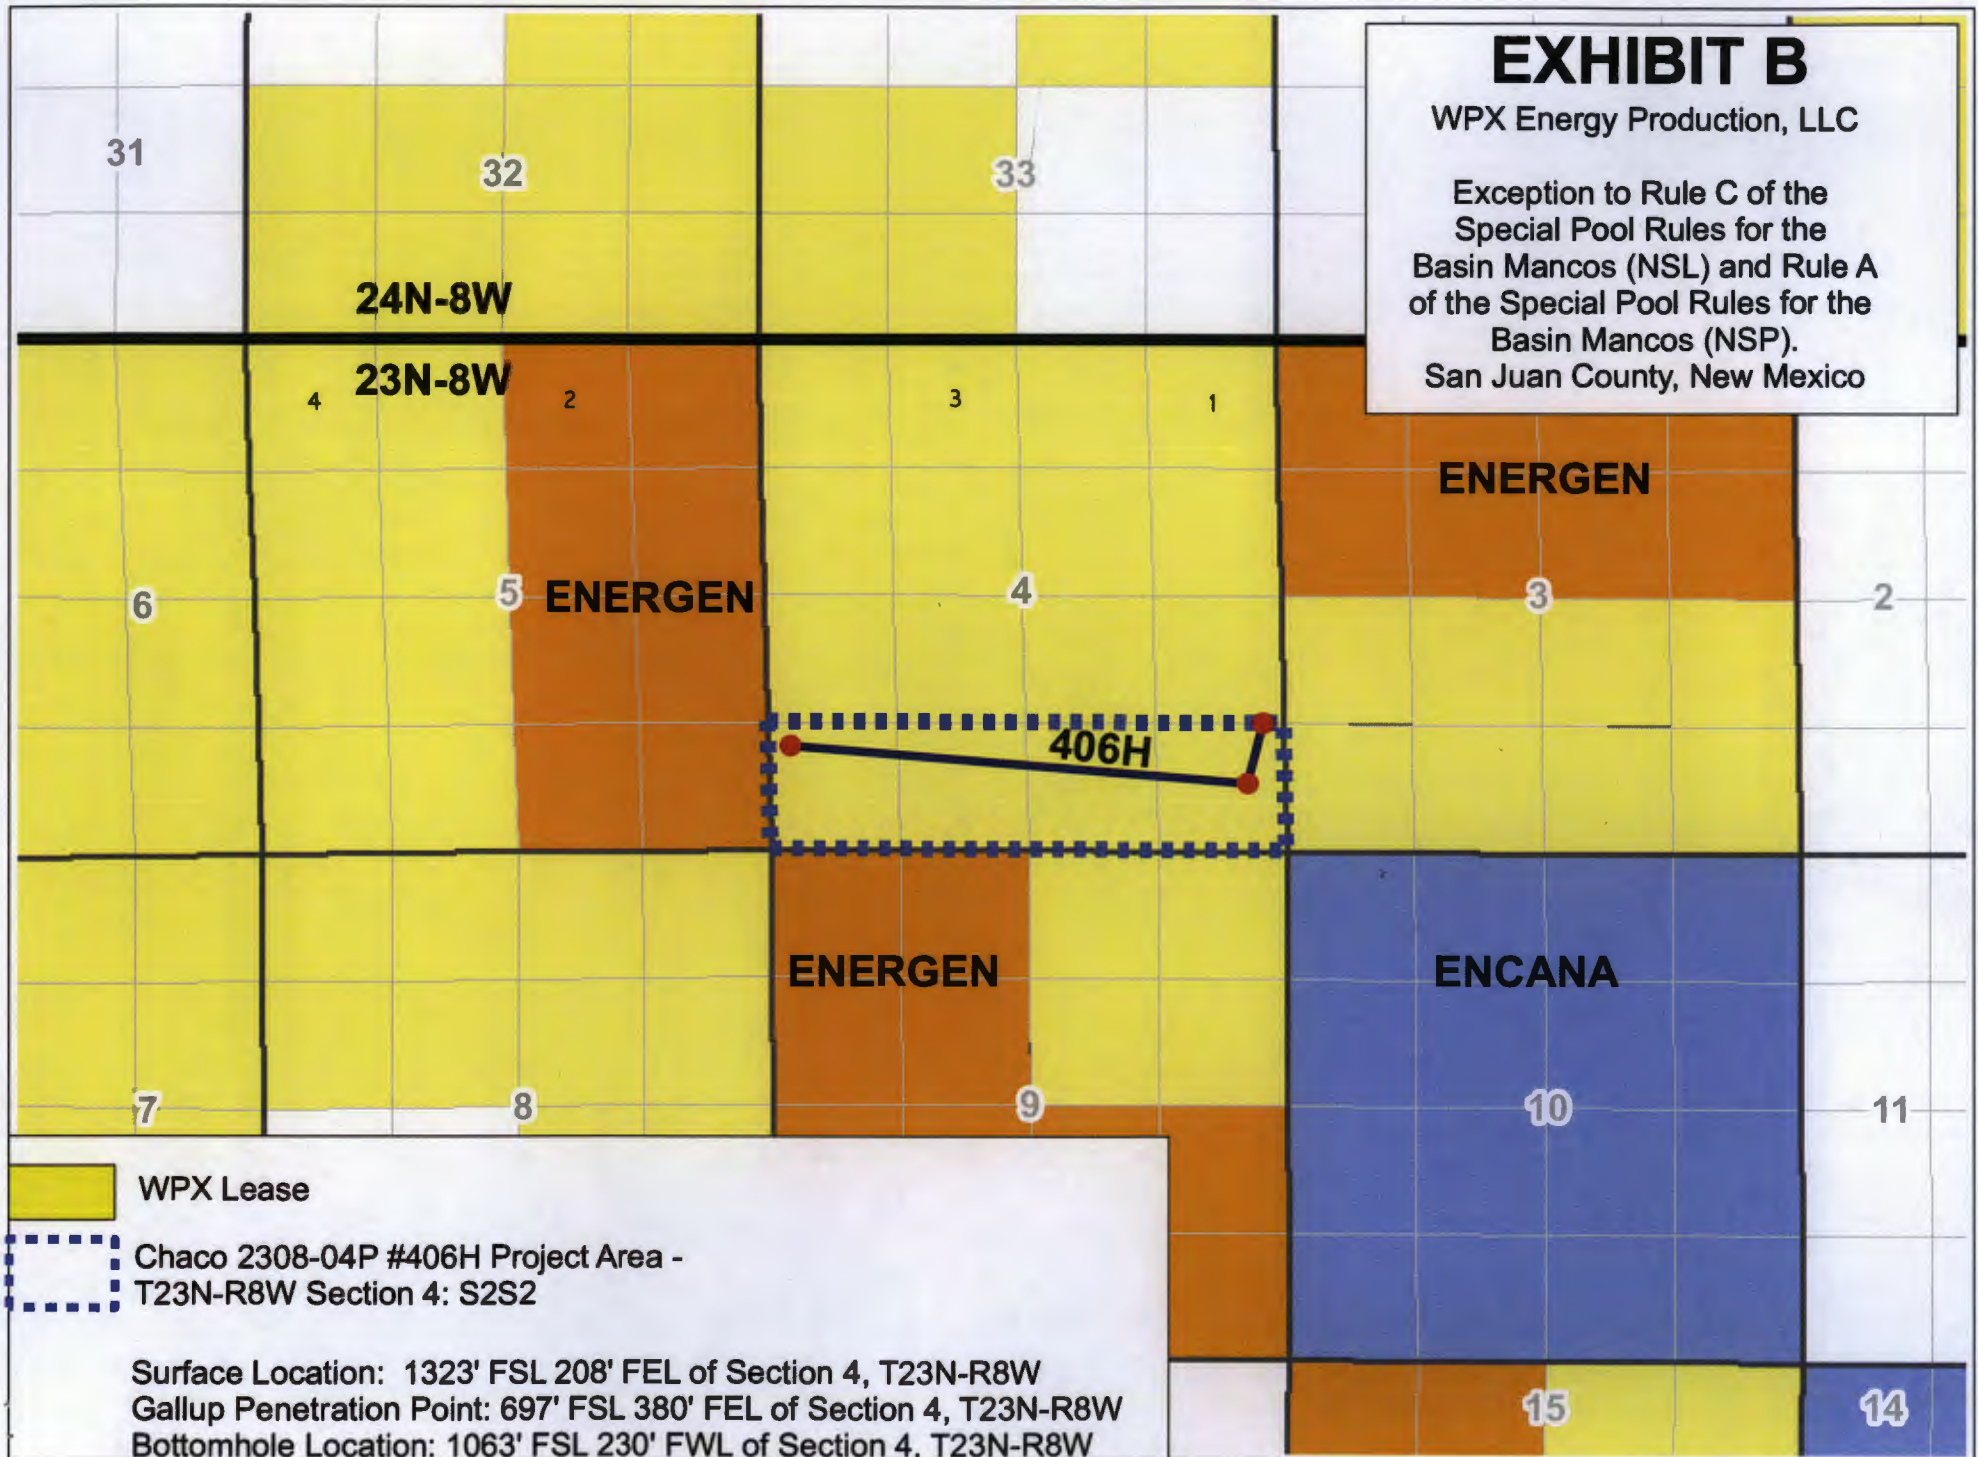 EXHIBIT B
WPX Energy Production, LLC
Exception to Rule C of the
Special Pool Rules for the
Basin Mancos (NSL) and Rule A
of the Special Pool Rules for the
Basin Mancos (NSP).
San Juan County, New Mexico
31
32
33
24N-8W
23N-8W
4
2
3
1
ENERGEN
6
5
ENERGEN
4
3
2
406H
ENERGEN
ENCANA
7
8
9
10
11
WPX Lease
Chaco 2308-04P #406H Project Area -
T23N-R8W Section 4: S2S2
Surface Location: 1323' FSL 208' FEL of Section 4, T23N-R8W
Gallup Penetration Point: 697' FSL 380' FEL of Section 4, T23N-R8W
Bottomhole Location: 1063' FSL 230' FWL of Section 4, T23N-R8W
15
14